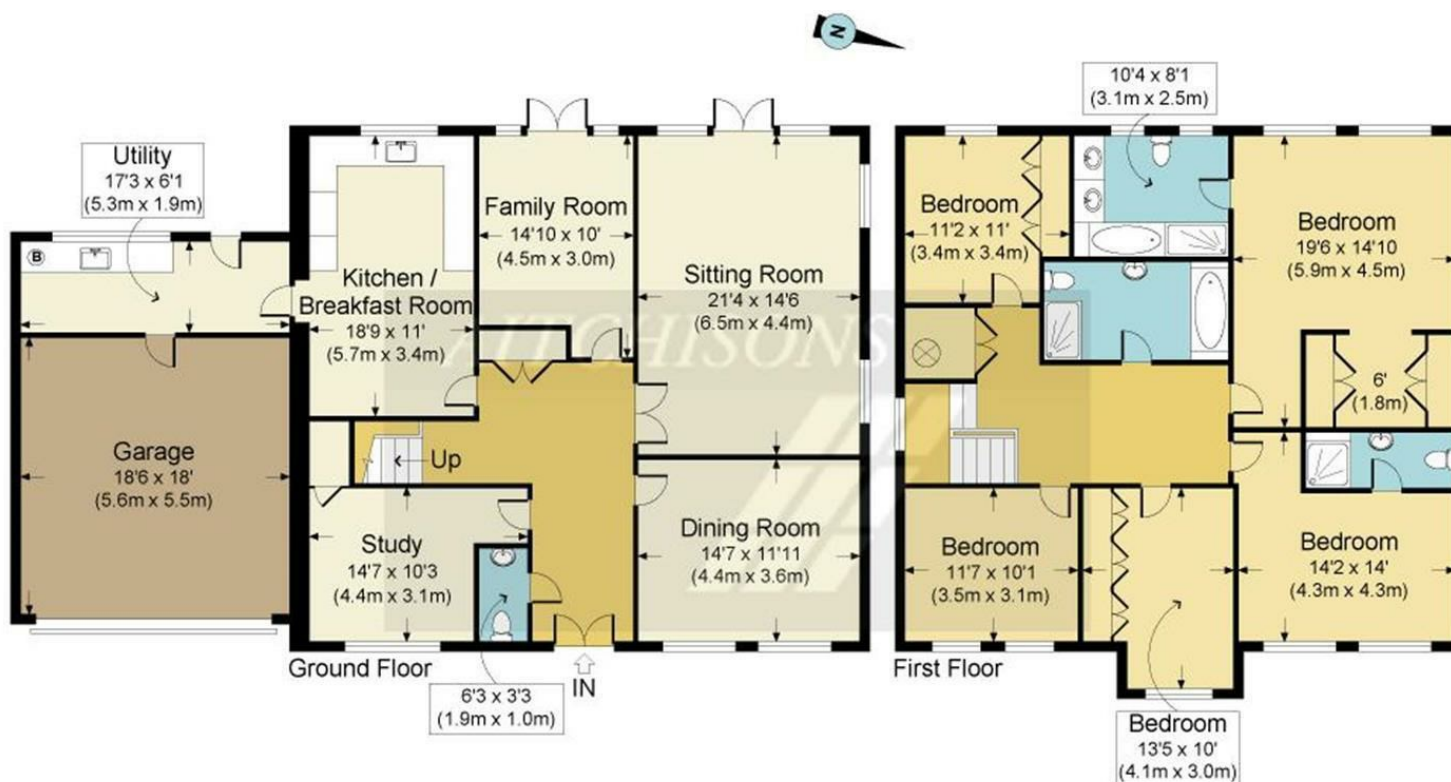 N
Utility
17'3 x 6'1
(5.3m x 1.9m)
B
Kitchen /
Breakfast Room
18'9 x 11'
(5.7m x 3.4m)
Family Room
14'10 x 10'
(4.5m x 3.0m)
Sitting Room
21'4 x 14'6
(6.5m x 4.4m)
Garage
18'6 x 18'
(5.6m x 5.5m)
Up
Study
14'7 x 10'3
(4.4m x 3.1m)
Dining Room
14'7 x 11'11
(4.4m x 3.6m)
Ground Floor
6'3 x 3'3
(1.9m x 1.0m)
IN
AITCHISONS
10'4 x 8'1
(3.1m x 2.5m)
Bedroom
11'2 x 11'
(3.4m x 3.4m)
Bedroom
19'6 x 14'10
(5.9m x 4.5m)
6'
(1.8m)
Bedroom
11'7 x 10'1
(3.5m x 3.1m)
Bedroom
14'2 x 14'
(4.3m x 4.3m)
First Floor
Bedroom
13'5 x 10'
(4.1m x 3.0m)